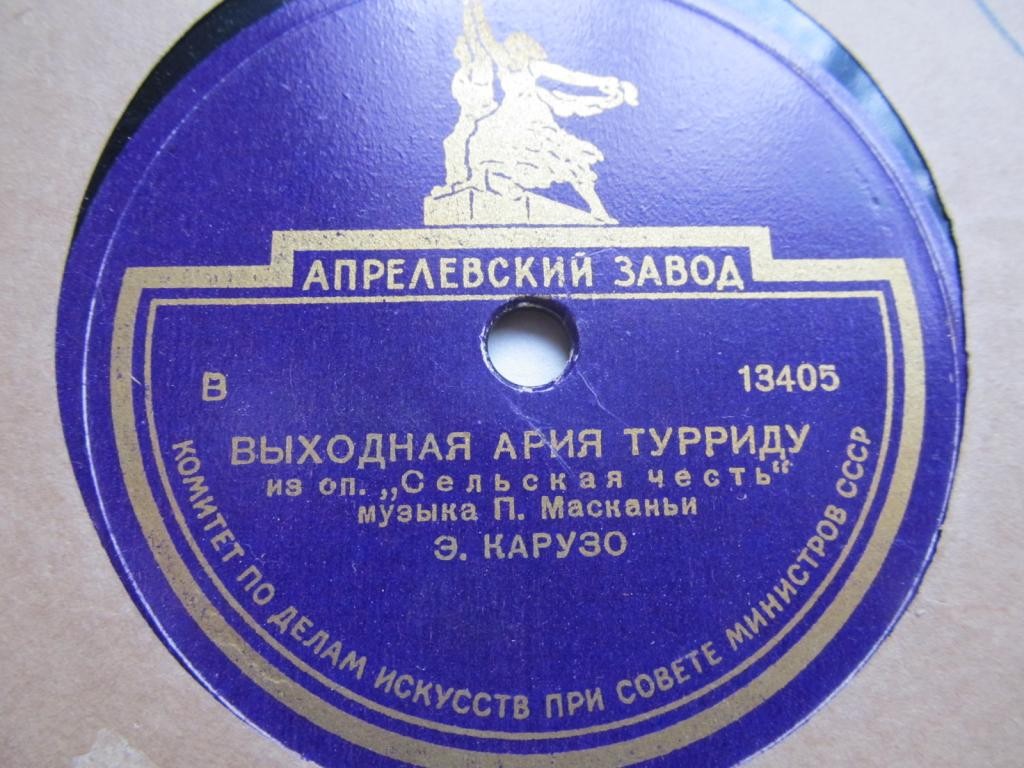 АПРЕЛЕВСКИЙ ЗАВОД
В 13405
ВЫХОДНАЯ АРИЯ ТУРРИДУ
из оп. „Сельская честь“
музыка П. Масканьи
Э. КАРУЗО
КОМИТЕТ ПО ДЕЛАМ ИСКУССТВ ПРИ СОВЕТЕ МИНИСТРОВ СССР